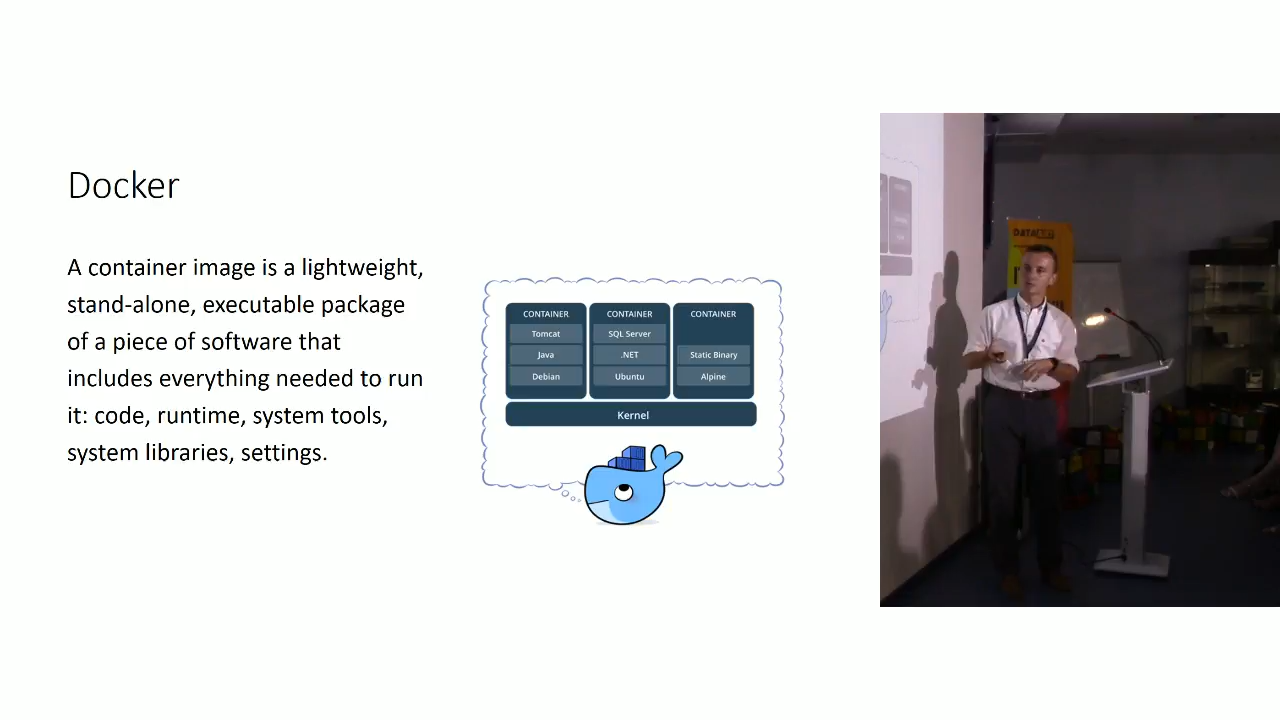 Docker
A container image is a lightweight,
stand-alone, executable package
of a piece of software that
includes everything needed to run
it: code, runtime, system tools,
system libraries, settings.
CONTAINER
Tomcat
Java
Debian
CONTAINER
SQL Server
.NET
Ubuntu
CONTAINER
Static Binary
Alpine
Kernel
DATA